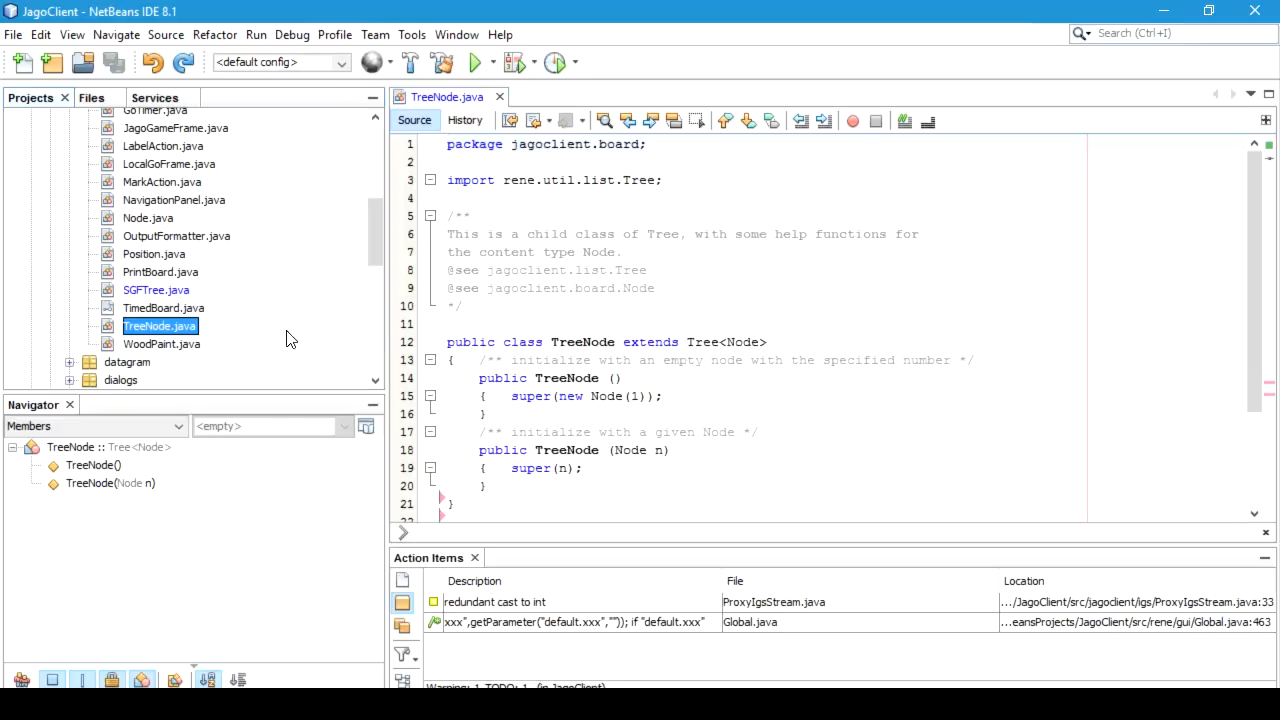 JagoClient - NetBeans IDE 8.1
File Edit View Navigate Source Refactor Run Debug Profile Team Tools Window Help
Search (Ctrl+I)
<default config>
Projects Files Services
GoTimer.java
JagoGameFrame.java
LabelAction.java
LocalGoFrame.java
MarkAction.java
NavigationPanel.java
Node.java
OutputFormatter.java
Position.java
PrintBoard.java
SGFTree.java
TimedBoard.java
TreeNode.java
WoodPaint.java
datagram
dialogs
Navigator
Members <empty>
TreeNode :: Tree<Node>
TreeNode()
TreeNode(Node n)
TreeNode.java
Source History
1 package jagoclient.board;
2
3 import rene.util.list.Tree;
4
5 /**
6 This is a child class of Tree, with some help functions for
7 the content type Node.
8 @see jagoclient.list.Tree
9 @see jagoclient.board.Node
10 */
11
12 public class TreeNode extends Tree<Node>
13 { /** initialize with an empty node with the specified number */
14 public TreeNode ()
15 { super(new Node(1));
16 }
17 /** initialize with a given Node */
18 public TreeNode (Node n)
19 { super(n);
20 }
21 }
22
Action Items
Description File Location
redundant cast to int ProxyIgsStream.java .../JagoClient/src/jagoclient/igs/ProxyIgsStream.java:33
xxx",getParameter("default.xxx","")); if "default.xxx" Global.java ...eansProjects/JagoClient/src/rene/gui/Global.java:463
Warning: 1 TODO: 1 (in JagoClient)